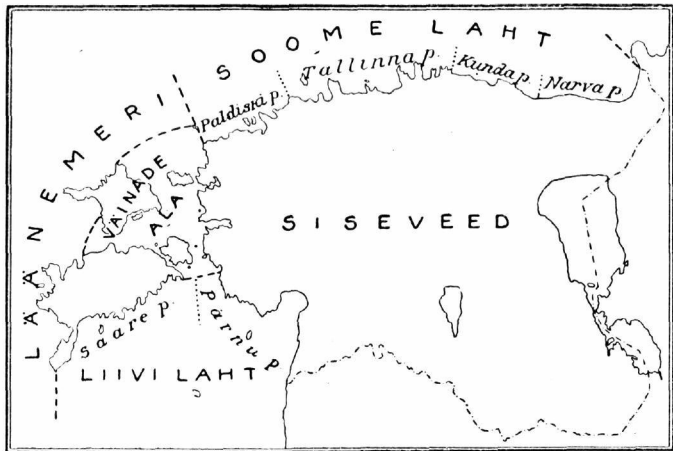 SOOME LAHT
Paldiski p.
Tallinna p.
Kunda p.
Narva p.
LÄÄNEMERI
VÄINADE
ALA
SISEVEED
Saare p.
Pärnu p.
LIIVI LAHT